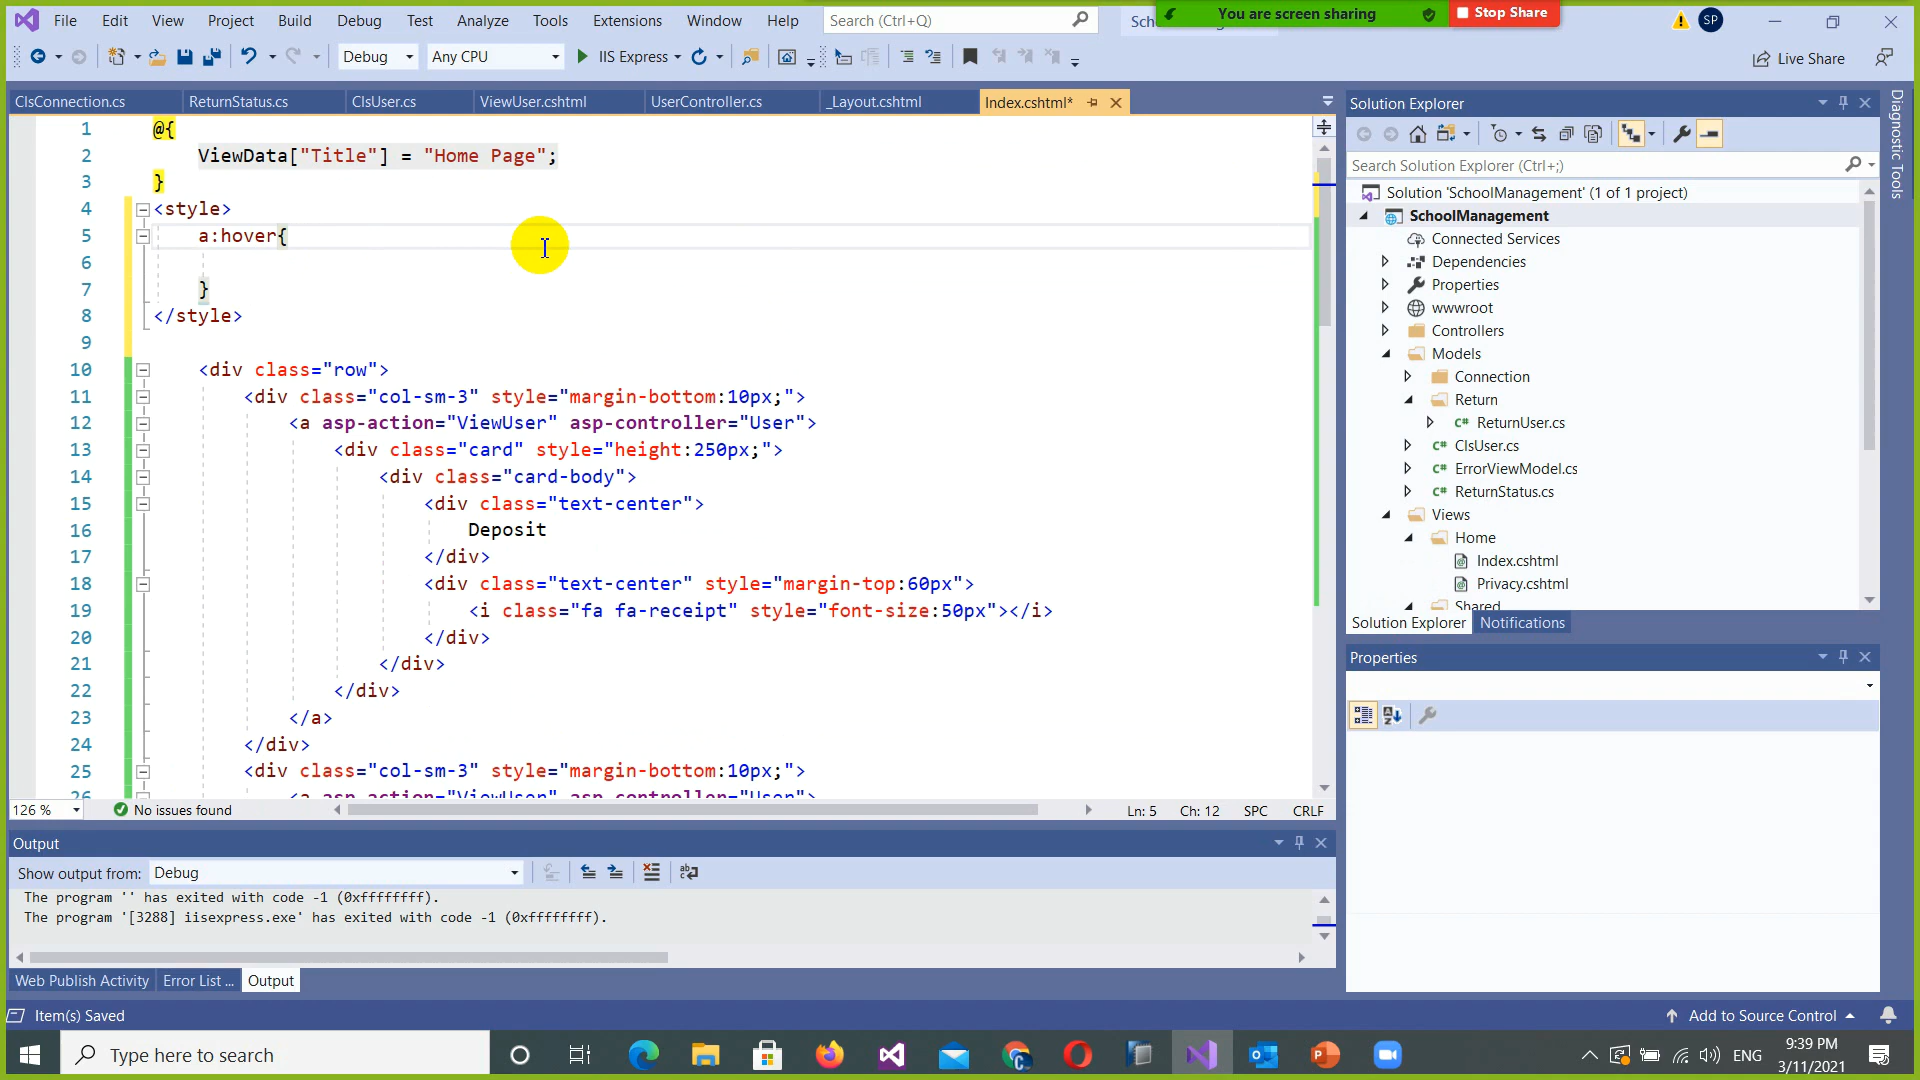 File Edit View Project Build Debug Test Analyze Tools Extensions Window Help Search (Ctrl+Q)
You are screen sharing Stop Share SP
Debug Any CPU IIS Express Live Share
ClsConnection.cs ReturnStatus.cs ClsUser.cs ViewUser.cshtml UserController.cs _Layout.cshtml Index.cshtml*
1 @{
2 ViewData["Title"] = "Home Page";
3 }
4 <style>
5 a:hover{
6
7 }
8 </style>
9
10 <div class="row">
11 <div class="col-sm-3" style="margin-bottom:10px;">
12 <a asp-action="ViewUser" asp-controller="User">
13 <div class="card" style="height:250px;">
14 <div class="card-body">
15 <div class="text-center">
16 Deposit
17 </div>
18 <div class="text-center" style="margin-top:60px">
19 <i class="fa fa-receipt" style="font-size:50px"></i>
20 </div>
21 </div>
22 </div>
23 </a>
24 </div>
25 <div class="col-sm-3" style="margin-bottom:10px;">
26 <a asp-action="ViewUser" asp-controller="User">
126 % No issues found Ln: 5 Ch: 12 SPC CRLF
Output
Show output from: Debug
The program '' has exited with code -1 (0xffffffff).
The program '[3288] iisexpress.exe' has exited with code -1 (0xffffffff).
Web Publish Activity Error List ... Output
Solution Explorer
Search Solution Explorer (Ctrl+;)
Solution 'SchoolManagement' (1 of 1 project)
SchoolManagement
Connected Services
Dependencies
Properties
wwwroot
Controllers
Models
Connection
Return
C# ReturnUser.cs
C# ClsUser.cs
C# ErrorViewModel.cs
C# ReturnStatus.cs
Views
Home
Index.cshtml
Privacy.cshtml
Shared
Solution Explorer Notifications
Properties
Diagnostic Tools
Item(s) Saved Add to Source Control
Type here to search
ENG
9:39 PM
3/11/2021